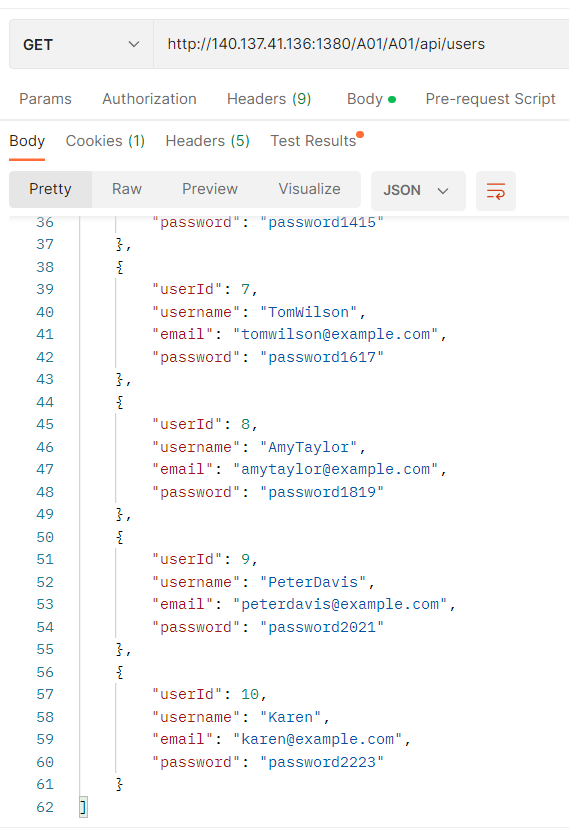 GET http://140.137.41.136:1380/A01/A01/api/users
Params Authorization Headers (9) Body Pre-request Script
Body Cookies (1) Headers (5) Test Results
Pretty Raw Preview Visualize JSON
36 "password": "password1415"
37 },
38 {
39 "userId": 7,
40 "username": "TomWilson",
41 "email": "tomwilson@example.com",
42 "password": "password1617"
43 },
44 {
45 "userId": 8,
46 "username": "AmyTaylor",
47 "email": "amytaylor@example.com",
48 "password": "password1819"
49 },
50 {
51 "userId": 9,
52 "username": "PeterDavis",
53 "email": "peterdavis@example.com",
54 "password": "password2021"
55 },
56 {
57 "userId": 10,
58 "username": "Karen",
59 "email": "karen@example.com",
60 "password": "password2223"
61 }
62 ]